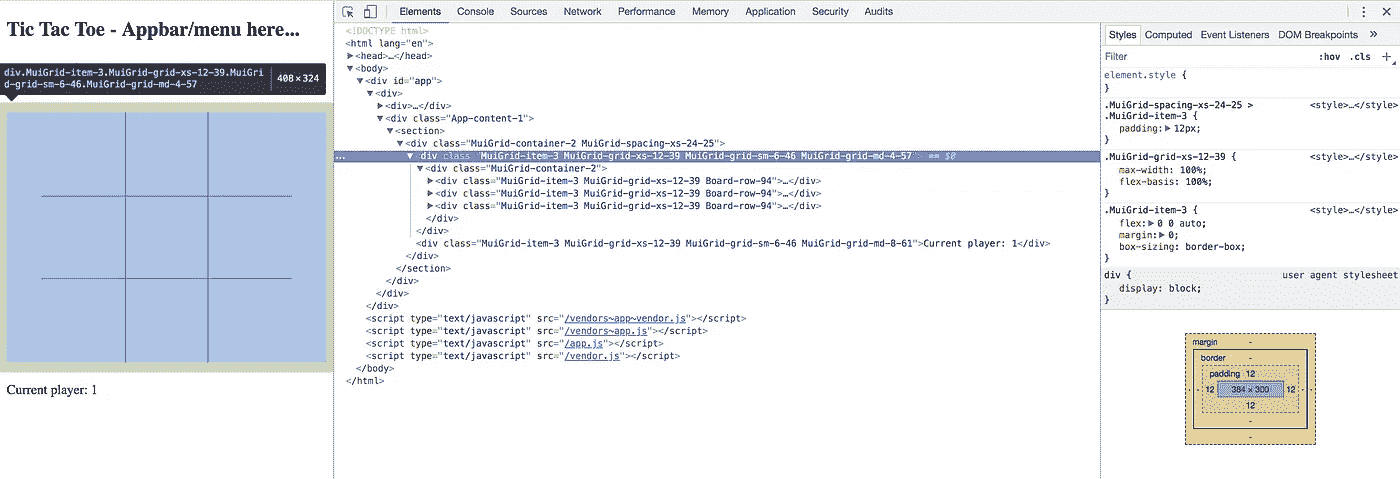 Tic Tac Toe - Appbar/menu here...
div.MuiGrid-item-3.MuiGrid-grid-xs-12-39.MuiGri
d-grid-sm-6-46.MuiGrid-grid-md-4-57
408×324
Current player: 1
Elements Console Sources Network Performance Memory Application Security Audits
<!DOCTYPE html>
<html lang="en">
<head>…</head>
<body>
<div id="app">
<div>
<div>…</div>
<div class="App-content-1">
<section>
<div class="MuiGrid-container-2 MuiGrid-spacing-xs-24-25">
... <div class="MuiGrid-item-3 MuiGrid-grid-xs-12-39 MuiGrid-grid-sm-6-46 MuiGrid-grid-md-4-57"> == $0
<div class="MuiGrid-container-2">
<div class="MuiGrid-item-3 MuiGrid-grid-xs-12-39 Board-row-94">…</div>
<div class="MuiGrid-item-3 MuiGrid-grid-xs-12-39 Board-row-94">…</div>
<div class="MuiGrid-item-3 MuiGrid-grid-xs-12-39 Board-row-94">…</div>
</div>
</div>
<div class="MuiGrid-item-3 MuiGrid-grid-xs-12-39 MuiGrid-grid-sm-6-46 MuiGrid-grid-md-8-61">Current player: 1</div>
</div>
</section>
</div>
</div>
</div>
<script type="text/javascript" src="/vendors~app~vendor.js"></script>
<script type="text/javascript" src="/vendors~app.js"></script>
<script type="text/javascript" src="/app.js"></script>
<script type="text/javascript" src="/vendor.js"></script>
</body>
</html>
Styles Computed Event Listeners DOM Breakpoints »
Filter :hov .cls +
element.style {
}
.MuiGrid-spacing-xs-24-25 > <style>…</style>
.MuiGrid-item-3 {
padding: 12px;
}
.MuiGrid-grid-xs-12-39 { <style>…</style>
max-width: 100%;
flex-basis: 100%;
}
.MuiGrid-item-3 { <style>…</style>
flex: 0 0 auto;
margin: 0;
box-sizing: border-box;
}
div { user agent stylesheet
display: block;
}
margin -
border -
padding 12
- - 12 384 × 300 12 - -
12
-
-